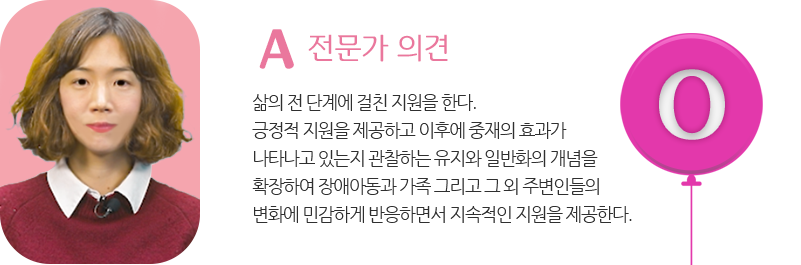 A 전문가 의견
삶의 전 단계에 걸친 지원을 한다.
긍정적 지원을 제공하고 이후에 중재의 효과가
나타나고 있는지 관찰하는 유지와 일반화의 개념을
확장하여 장애아동과 가족 그리고 그 외 주변인들의
변화에 민감하게 반응하면서 지속적인 지원을 제공한다.
O